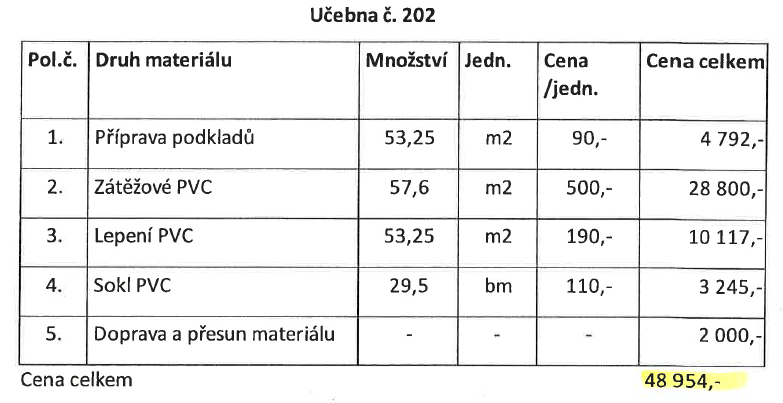 Učebna č. 202
Pol.č. Druh materiálu Množství Jedn. Cena /jedn. Cena celkem
1. Příprava podkladů 53,25 m2 90,- 4 792,-
2. Zátěžové PVC 57,6 m2 500,- 28 800,-
3. Lepení PVC 53,25 m2 190,- 10 117,-
4. Sokl PVC 29,5 bm 110,- 3 245,-
5. Doprava a přesun materiálu - - - 2 000,-
Cena celkem 48 954,-